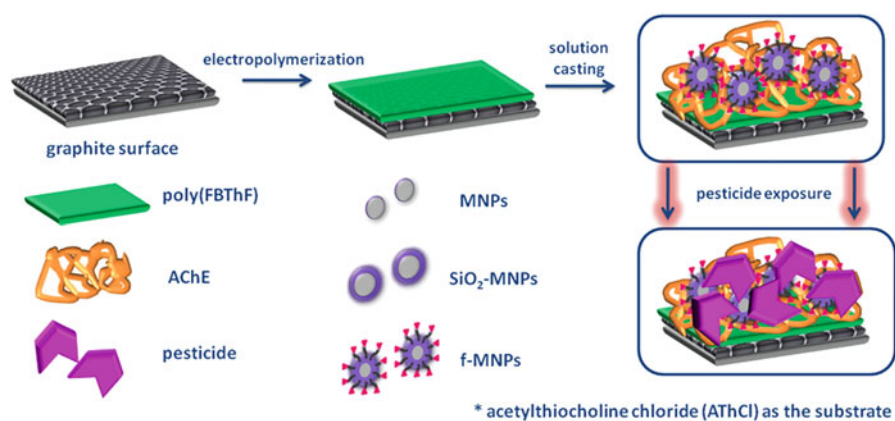 electropolymerization
solution
casting
graphite surface
poly(FBThF)
MNPs
pesticide exposure
AChE
SiO₂-MNPs
pesticide
f-MNPs
* acetylthiocholine chloride (AThCl) as the substrate